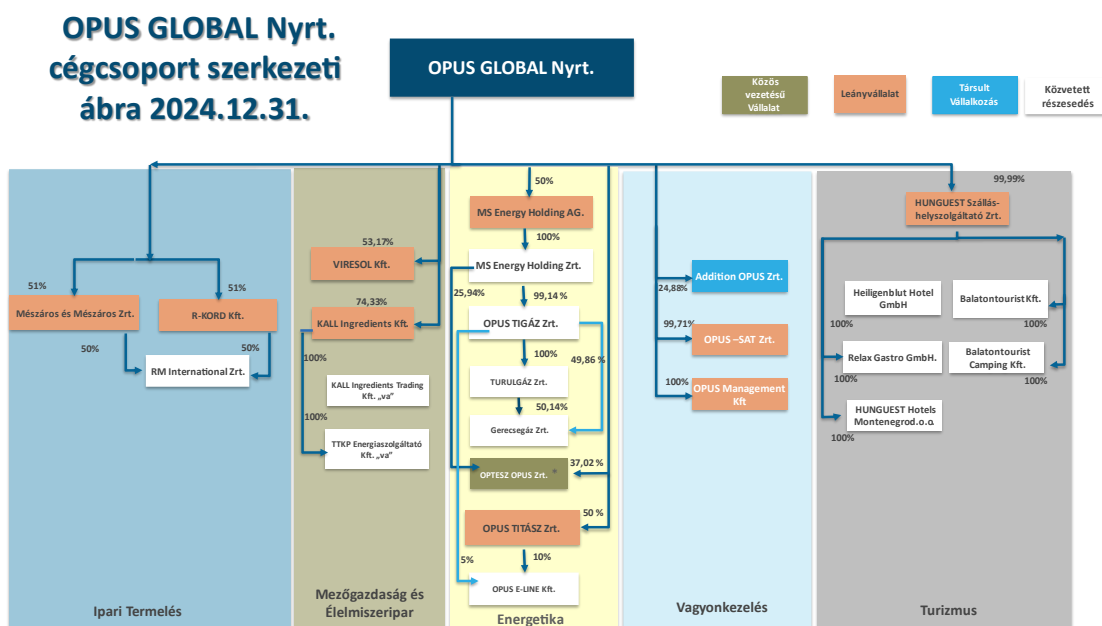 OPUS GLOBAL Nyrt.
cégcsoport szerkezeti
ábra 2024.12.31.
OPUS GLOBAL Nyrt.
Közös
vezetésű
Vállalat
Leányvállalat
Társult
Vállalkozás
Közvetett
részesedés
51%
Mészáros és Mészáros Zrt.
51%
R-KORD Kft.
50%
50%
RM International Zrt.
Ipari Termelés
53,17%
VIRESOL Kft.
74,33%
KALL Ingredients Kft.
100%
KALL Ingredients Trading
Kft. „va"
100%
TTKP Energiaszolgáltató
Kft. „va"
Mezőgazdaság és
Élelmiszeripar
50%
MS Energy Holding AG.
100%
MS Energy Holding Zrt.
25,94%
99,14 %
OPUS TIGÁZ Zrt.
100%
49,86 %
TURULGÁZ Zrt.
50,14%
Gerecsegáz Zrt.
37,02 %
OPTESZ OPUS Zrt. *
50 %
OPUS TITÁSZ Zrt.
5%
10%
OPUS E-LINE Kft.
Energetika
Addition OPUS Zrt.
24,88%
99,71%
OPUS –SAT Zrt.
100%
OPUS Management
Kft
Vagyonkezelés
99,99%
HUNGUEST Szállás-
helyszolgáltató Zrt.
Heiligenblut Hotel
GmbH
100%
Balatontourist Kft.
100%
Relax Gastro GmbH.
100%
Balatontourist
Camping Kft.
100%
HUNGUEST Hotels
Montenegrod.o.o.
100%
Turizmus